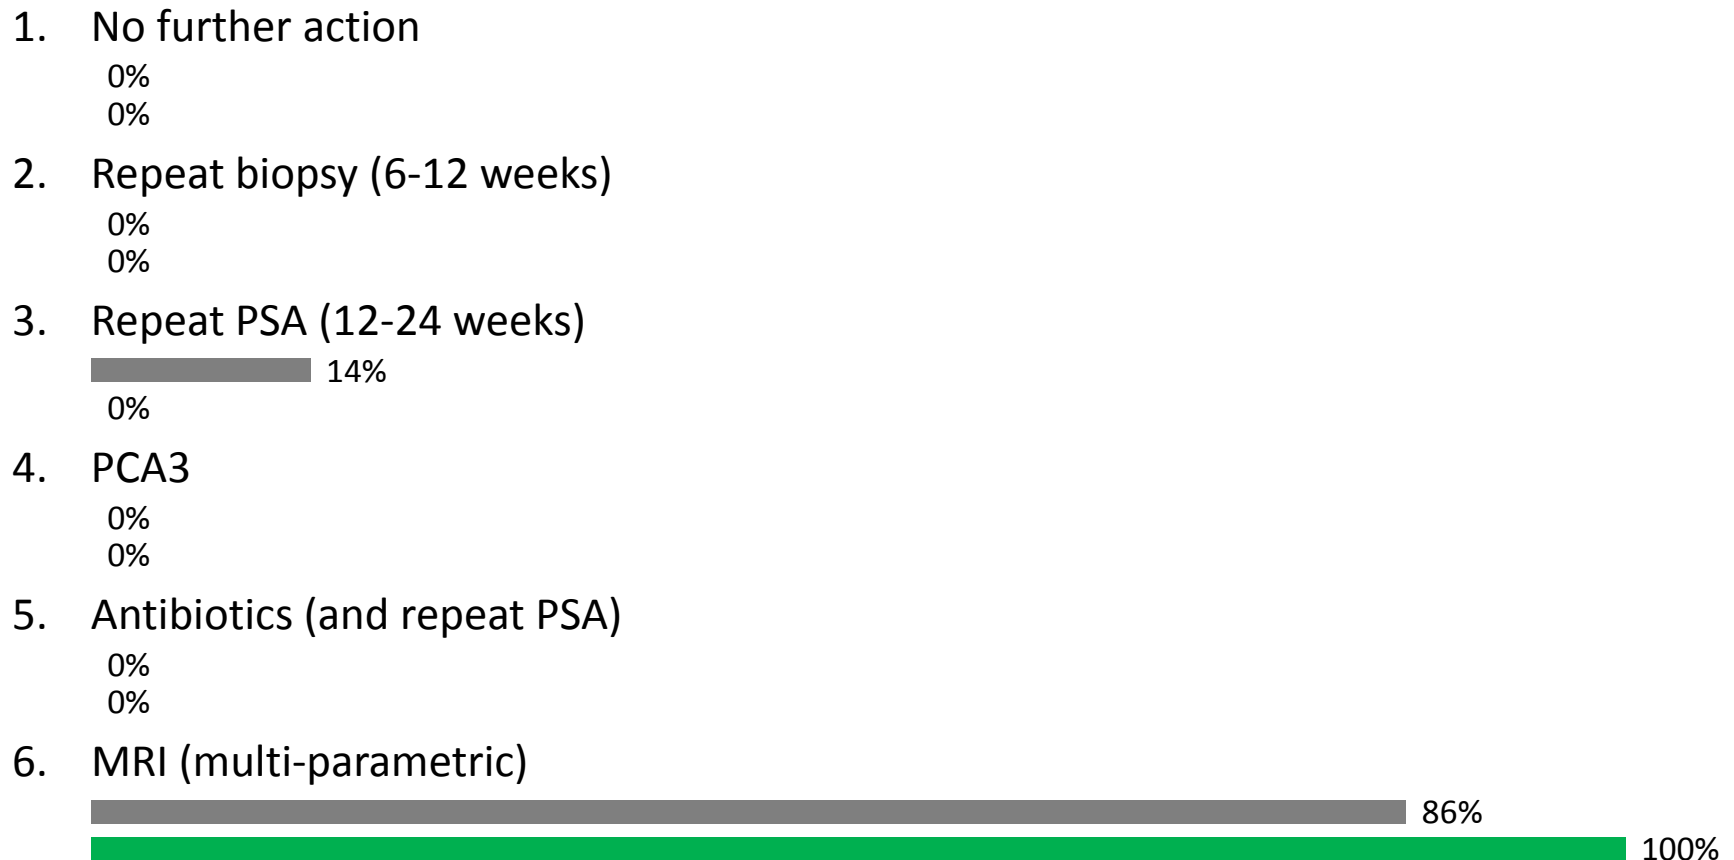 1. No further action
0%
0%
2. Repeat biopsy (6-12 weeks)
0%
0%
3. Repeat PSA (12-24 weeks)
14%
0%
4. PCA3
0%
0%
5. Antibiotics (and repeat PSA)
0%
0%
6. MRI (multi-parametric)
86%
100%